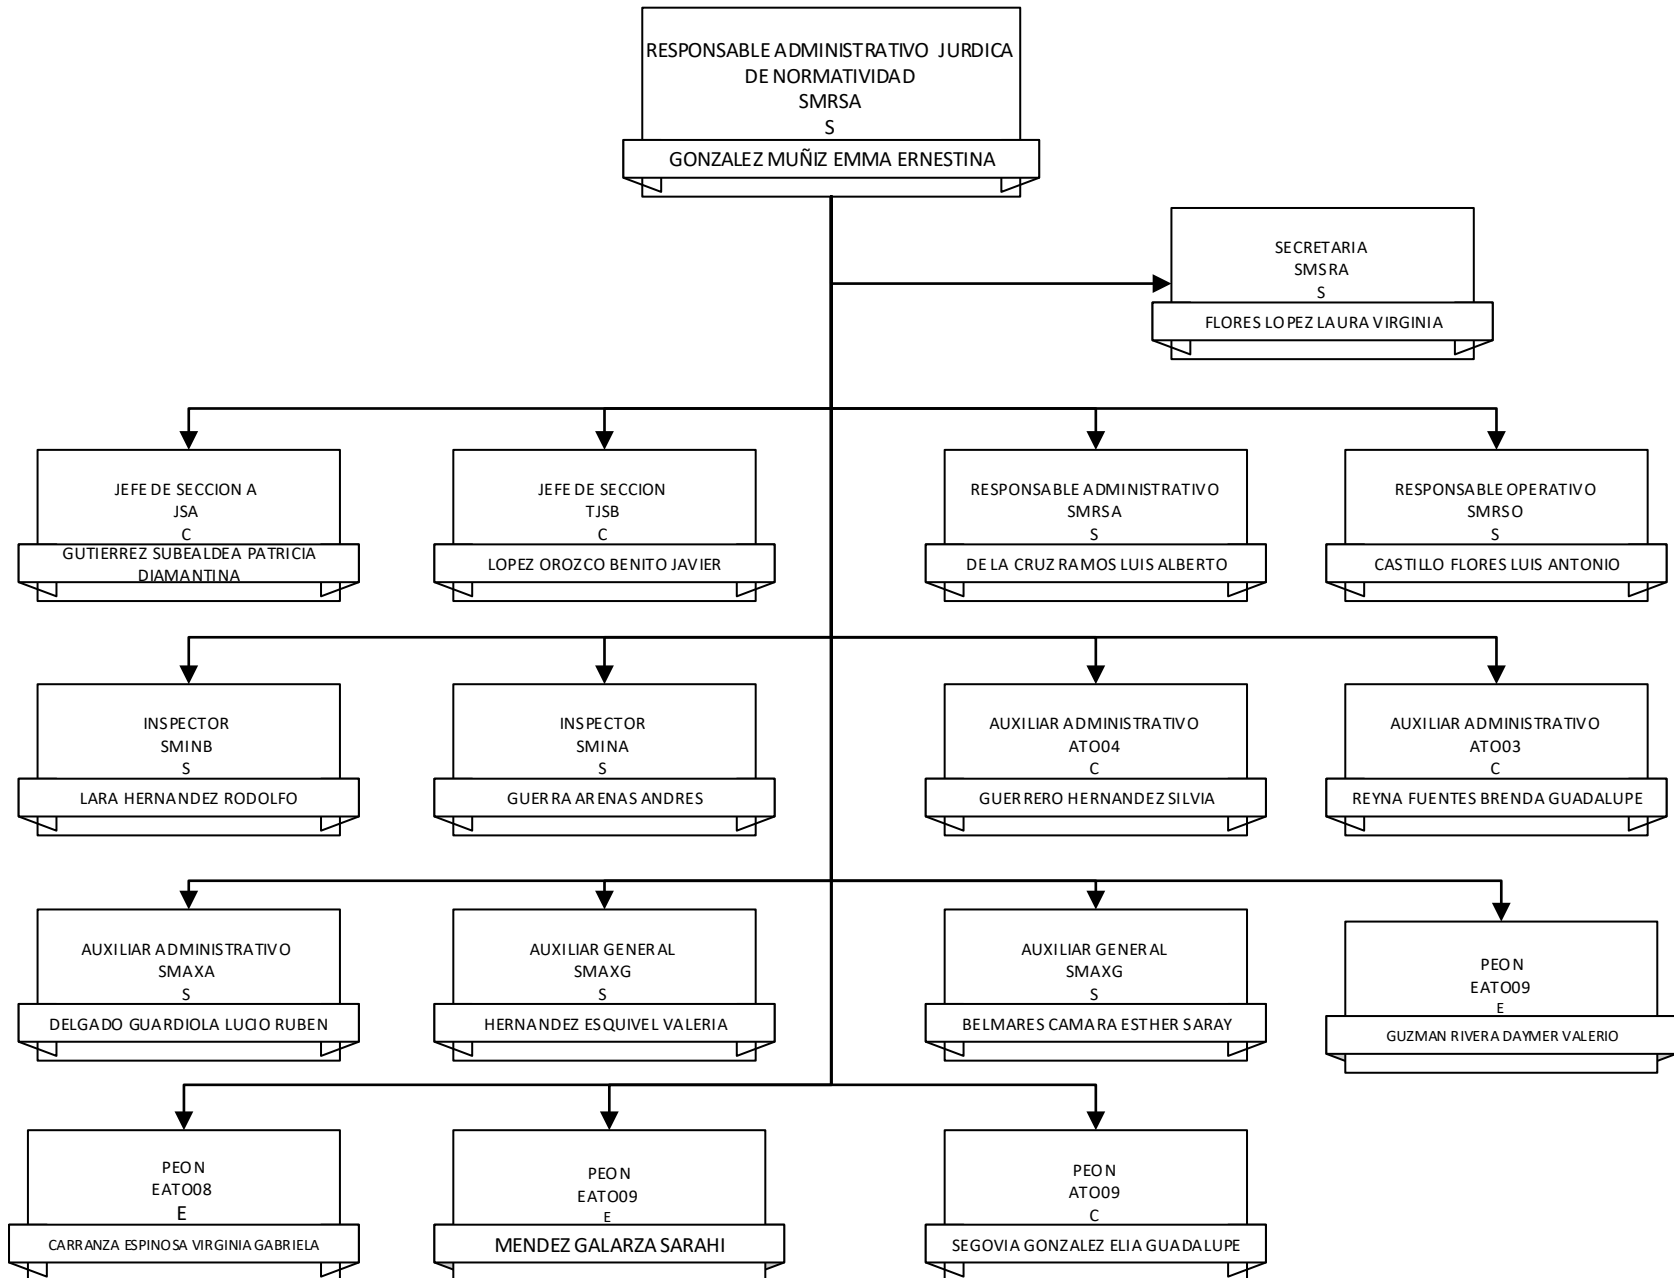 RESPONSABLE ADMINISTRATIVO JURDICA
DE NORMATIVIDAD
SMRSA
S
GONZALEZ MUÑIZ EMMA ERNESTINA
SECRETARIA
SMSRA
S
FLORES LOPEZ LAURA VIRGINIA
JEFE DE SECCION A
JSA
C
GUTIERREZ SUBEALDEA PATRICIA
DIAMANTINA
JEFE DE SECCION
TJSB
C
LOPEZ OROZCO BENITO JAVIER
RESPONSABLE ADMINISTRATIVO
SMRSA
S
DE LA CRUZ RAMOS LUIS ALBERTO
RESPONSABLE OPERATIVO
SMRSO
S
CASTILLO FLORES LUIS ANTONIO
INSPECTOR
SMINB
S
LARA HERNANDEZ RODOLFO
INSPECTOR
SMINA
S
GUERRA ARENAS ANDRES
AUXILIAR ADMINISTRATIVO
ATO04
C
GUERRERO HERNANDEZ SILVIA
AUXILIAR ADMINISTRATIVO
ATO03
C
REYNA FUENTES BRENDA GUADALUPE
AUXILIAR ADMINISTRATIVO
SMAXA
S
DELGADO GUARDIOLA LUCIO RUBEN
AUXILIAR GENERAL
SMAXG
S
HERNANDEZ ESQUIVEL VALERIA
AUXILIAR GENERAL
SMAXG
S
BELMARES CAMARA ESTHER SARAY
PEON
EATO09
E
GUZMAN RIVERA DAYMER VALERIO
PEON
EATO08
E
CARRANZA ESPINOSA VIRGINIA GABRIELA
PEON
EATO09
E
MENDEZ GALARZA SARAHI
PEON
ATO09
C
SEGOVIA GONZALEZ ELIA GUADALUPE